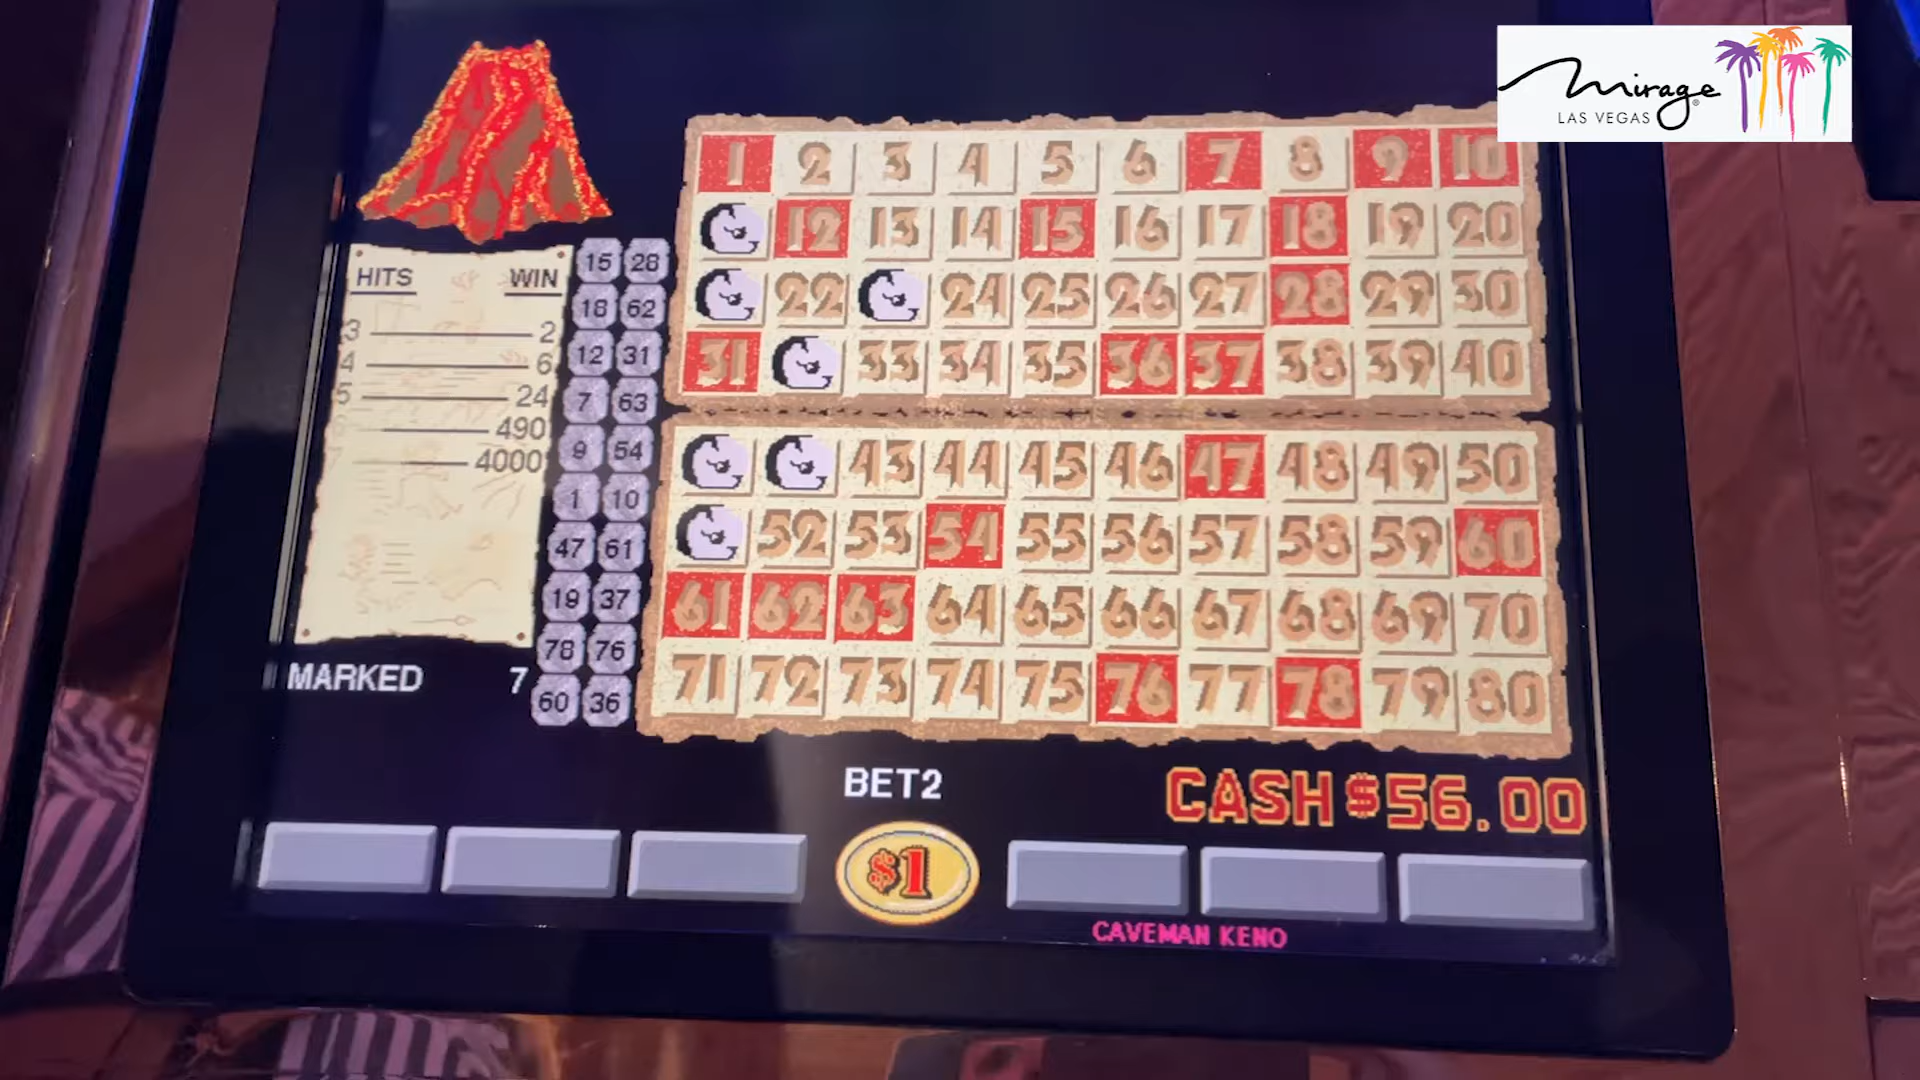 Mirage®
LAS VEGAS
HITS WIN
3 2
4 6
5 24
490
4000
MARKED 7
15 28
18 62
12 31
7 63
9 54
1 10
47 61
19 37
78 76
60 36
1 2 3 4 5 6 7 8 9 10
12 13 14 15 16 17 18 19 20
22 24 25 26 27 28 29 30
31 33 34 35 36 37 38 39 40
43 44 45 46 47 48 49 50
52 53 54 55 56 57 58 59 60
61 62 63 64 65 66 67 68 69 70
71 72 73 74 75 76 77 78 79 80
BET2
CASH $56.00
$1
CAVEMAN KENO